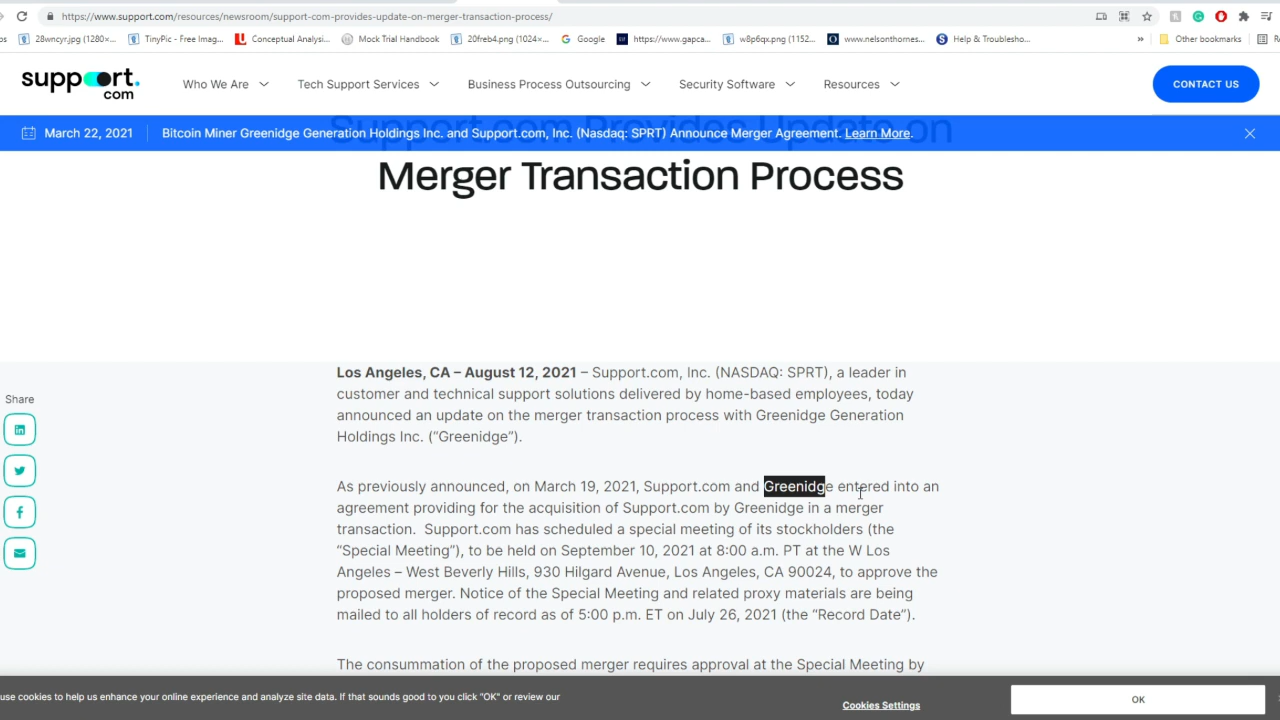 https://www.support.com/resources/newsroom/support-com-provides-update-on-merger-transaction-process/
ps 28wncyr.jpg (1280×... TinyPic - Free Imag... Conceptual Analysi... Mock Trial Handbook 20freb4.png (1024×... Google https://www.gapca... w8p6qx.png (1152... www.nelsonthornes... Help & Troublesho... » Other bookmarks
support.com
Who We Are Tech Support Services Business Process Outsourcing Security Software Resources CONTACT US
Support.com Provides Update on
March 22, 2021 Bitcoin Miner Greenidge Generation Holdings Inc. and Support.com, Inc. (Nasdaq: SPRT) Announce Merger Agreement. Learn More.
Merger Transaction Process
Los Angeles, CA – August 12, 2021 – Support.com, Inc. (NASDAQ: SPRT), a leader in
customer and technical support solutions delivered by home-based employees, today
announced an update on the merger transaction process with Greenidge Generation
Holdings Inc. (“Greenidge”).
Share
As previously announced, on March 19, 2021, Support.com and Greenidge entered into an
agreement providing for the acquisition of Support.com by Greenidge in a merger
transaction. Support.com has scheduled a special meeting of its stockholders (the
“Special Meeting”), to be held on September 10, 2021 at 8:00 a.m. PT at the W Los
Angeles – West Beverly Hills, 930 Hilgard Avenue, Los Angeles, CA 90024, to approve the
proposed merger. Notice of the Special Meeting and related proxy materials are being
mailed to all holders of record as of 5:00 p.m. ET on July 26, 2021 (the “Record Date”).
The consummation of the proposed merger requires approval at the Special Meeting by
use cookies to help us enhance your online experience and analyze site data. If that sounds good to you click "OK" or review our
Cookies Settings
OK